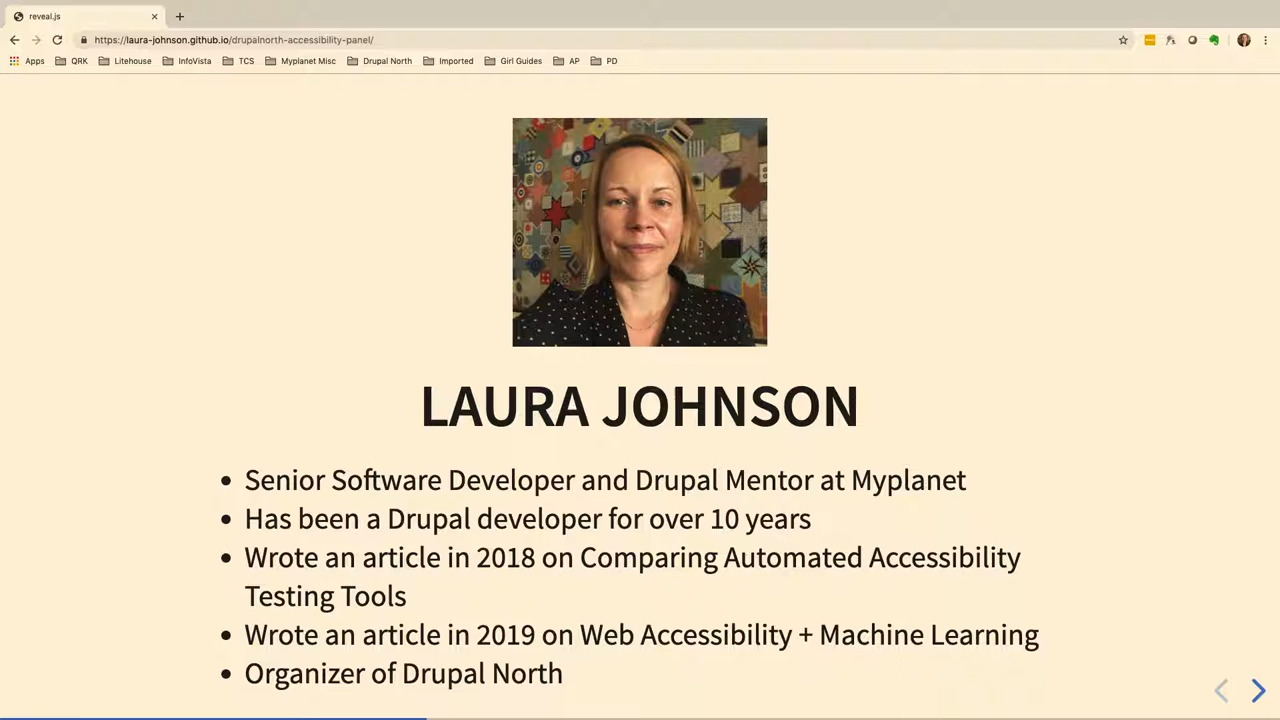 reveal.js
https://laura-johnson.github.io/drupalnorth-accessibility-panel/
Apps QRK Litehouse InfoVista TCS Myplanet Misc Drupal North Imported Girl Guides AP PD
LAURA JOHNSON
• Senior Software Developer and Drupal Mentor at Myplanet
• Has been a Drupal developer for over 10 years
• Wrote an article in 2018 on Comparing Automated Accessibility
Testing Tools
• Wrote an article in 2019 on Web Accessibility + Machine Learning
• Organizer of Drupal North